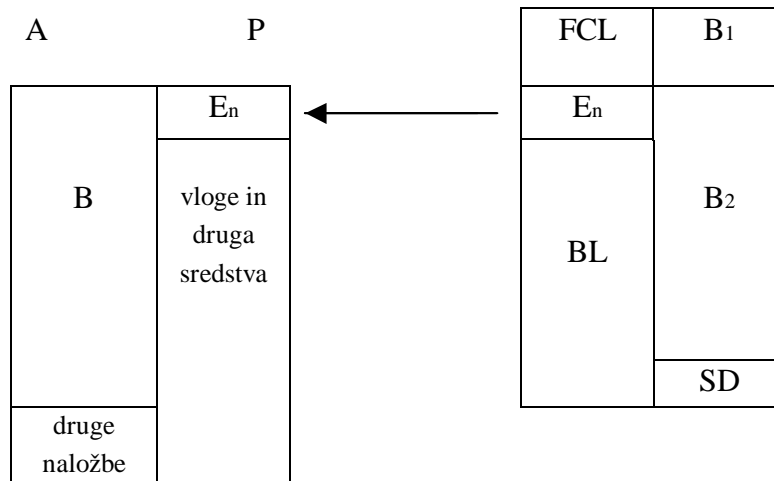 A P
En
B
vloge in
druga
sredstva
druge
naložbe
FCL B1
En
B2
BL
SD